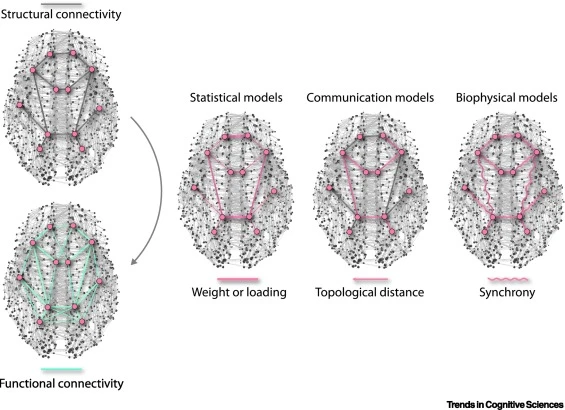 Structural connectivity
Statistical models
Communication models
Biophysical models
Weight or loading
Topological distance
Synchrony
Functional connectivity
Trends in Cognitive Sciences